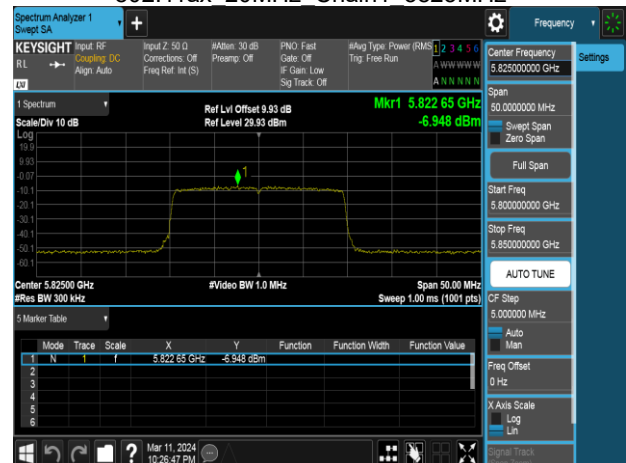 802.11ax-20MHz-Chain1-5825MHz
Spectrum Analyzer 1
Swept SA
KEYSIGHT
RL
LXI
Input: RF
Coupling: DC
Align: Auto
Input Z: 50 Ω
Corrections: Off
Freq Ref: Int (S)
#Atten: 30 dB
Preamp: Off
PNO: Fast
Gate: Off
IF Gain: Low
Sig Track: Off
#Avg Type: Power (RMS
Trig: Free Run
1 2 3 4 5 6
A WW WW W
A N N N N N
1 Spectrum
Scale/Div 10 dB
Ref Lvl Offset 9.93 dB
Ref Level 29.93 dBm
Mkr1 5.822 65 GHz
-6.948 dBm
Log
19.9
9.93
-0.07
-10.1
-20.1
-30.1
-40.1
-50.1
-60.1
1
Center 5.82500 GHz
#Res BW 300 kHz
#Video BW 1.0 MHz
Span 50.00 MHz
Sweep 1.00 ms (1001 pts)
5 Marker Table
Mode Trace Scale X Y Function Function Width Function Value
1 N 1 f 5.822 65 GHz -6.948 dBm
2
3
4
5
6
Mar 11, 2024
10:26:47 PM
Frequency
Settings
Center Frequency
5.825000000 GHz
Span
50.0000000 MHz
Swept Span
Zero Span
Full Span
Start Freq
5.800000000 GHz
Stop Freq
5.850000000 GHz
AUTO TUNE
CF Step
5.000000 MHz
Auto
Man
Freq Offset
0 Hz
X Axis Scale
Log
Lin
Signal Track